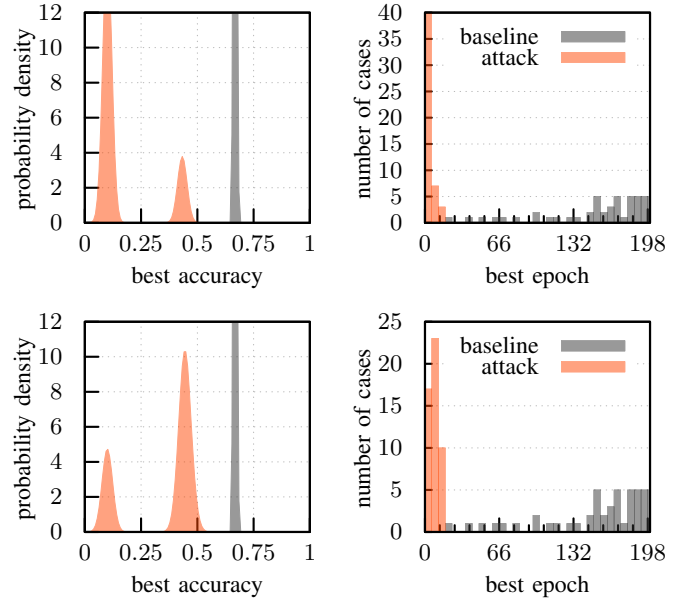 probability density
12
10
8
6
4
2
0
0 0.25 0.5 0.75 1
best accuracy
number of cases
40
35
30
25
20
15
10
5
0
baseline
attack
0 66 132 198
best epoch
probability density
12
10
8
6
4
2
0
0 0.25 0.5 0.75 1
best accuracy
number of cases
25
20
15
10
5
0
baseline
attack
0 66 132 198
best epoch